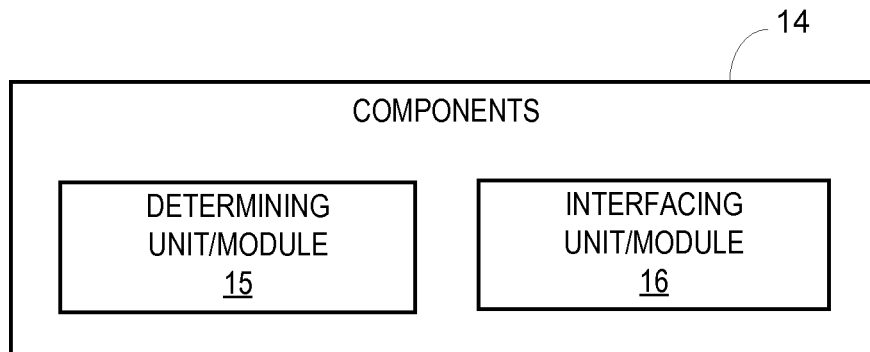 14
COMPONENTS
DETERMINING
UNIT/MODULE
15
INTERFACING
UNIT/MODULE
16